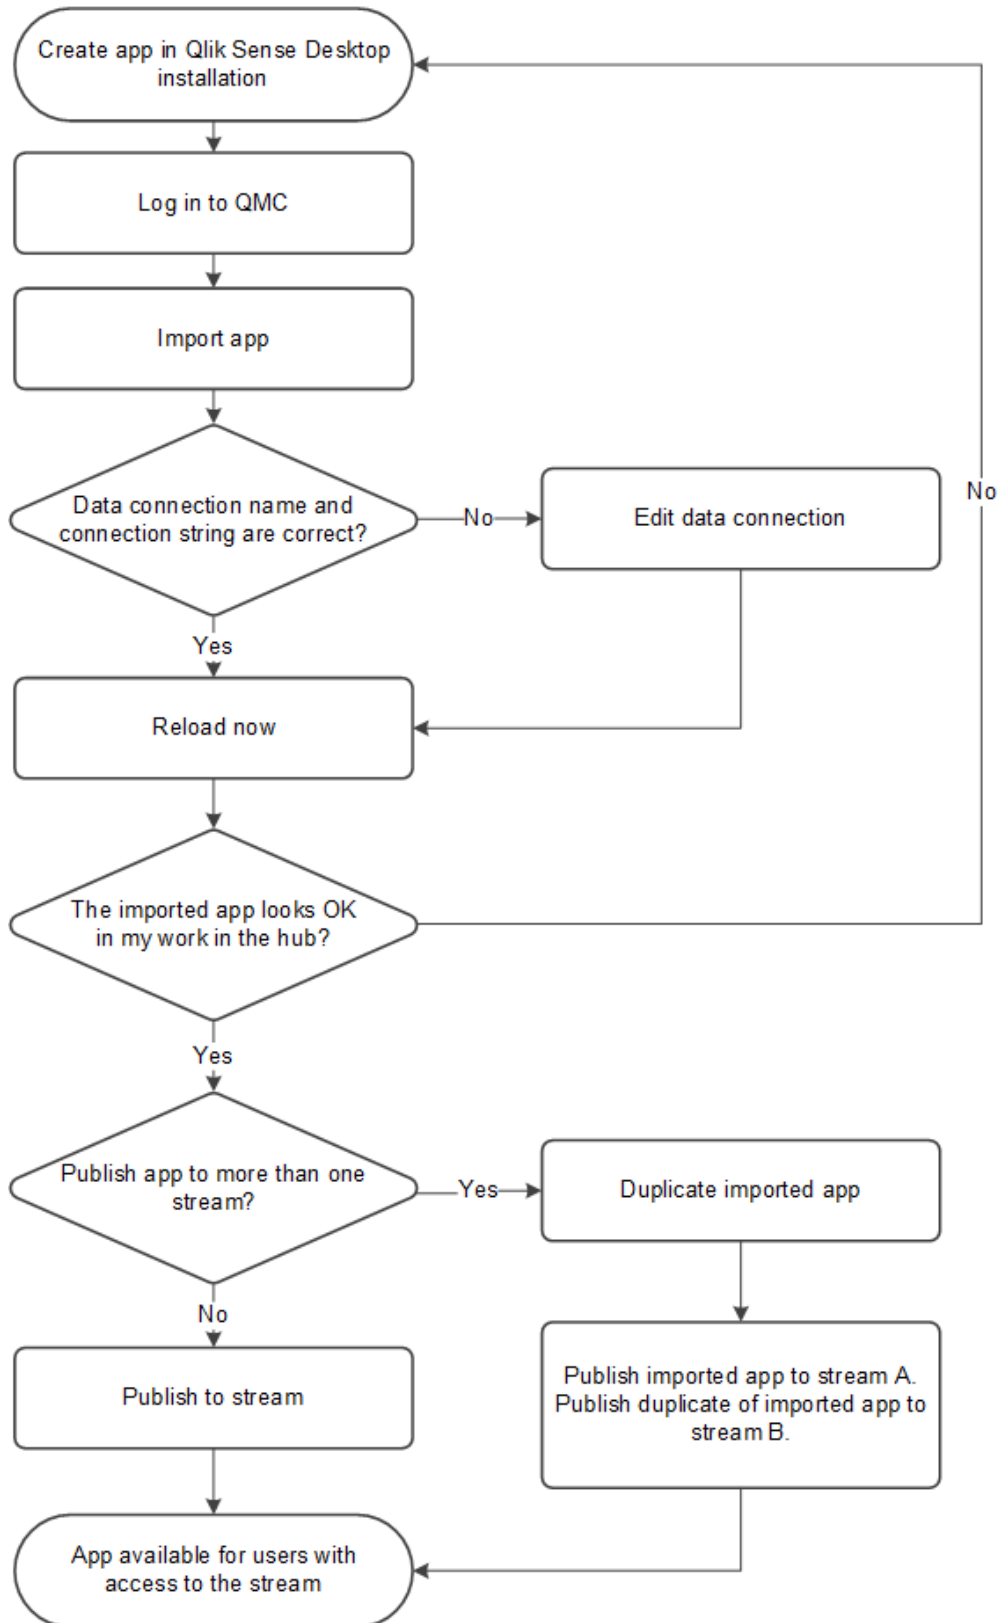 Create app in Qlik Sense Desktop
installation
Log in to QMC
Import app
Data connection name and
connection string are correct?
No
Edit data connection
No
Yes
Reload now
The imported app looks OK
in my work in the hub?
Yes
Publish app to more than one
stream?
Yes
Duplicate imported app
No
Publish to stream
Publish imported app to stream A.
Publish duplicate of imported app to
stream B.
App available for users with
access to the stream